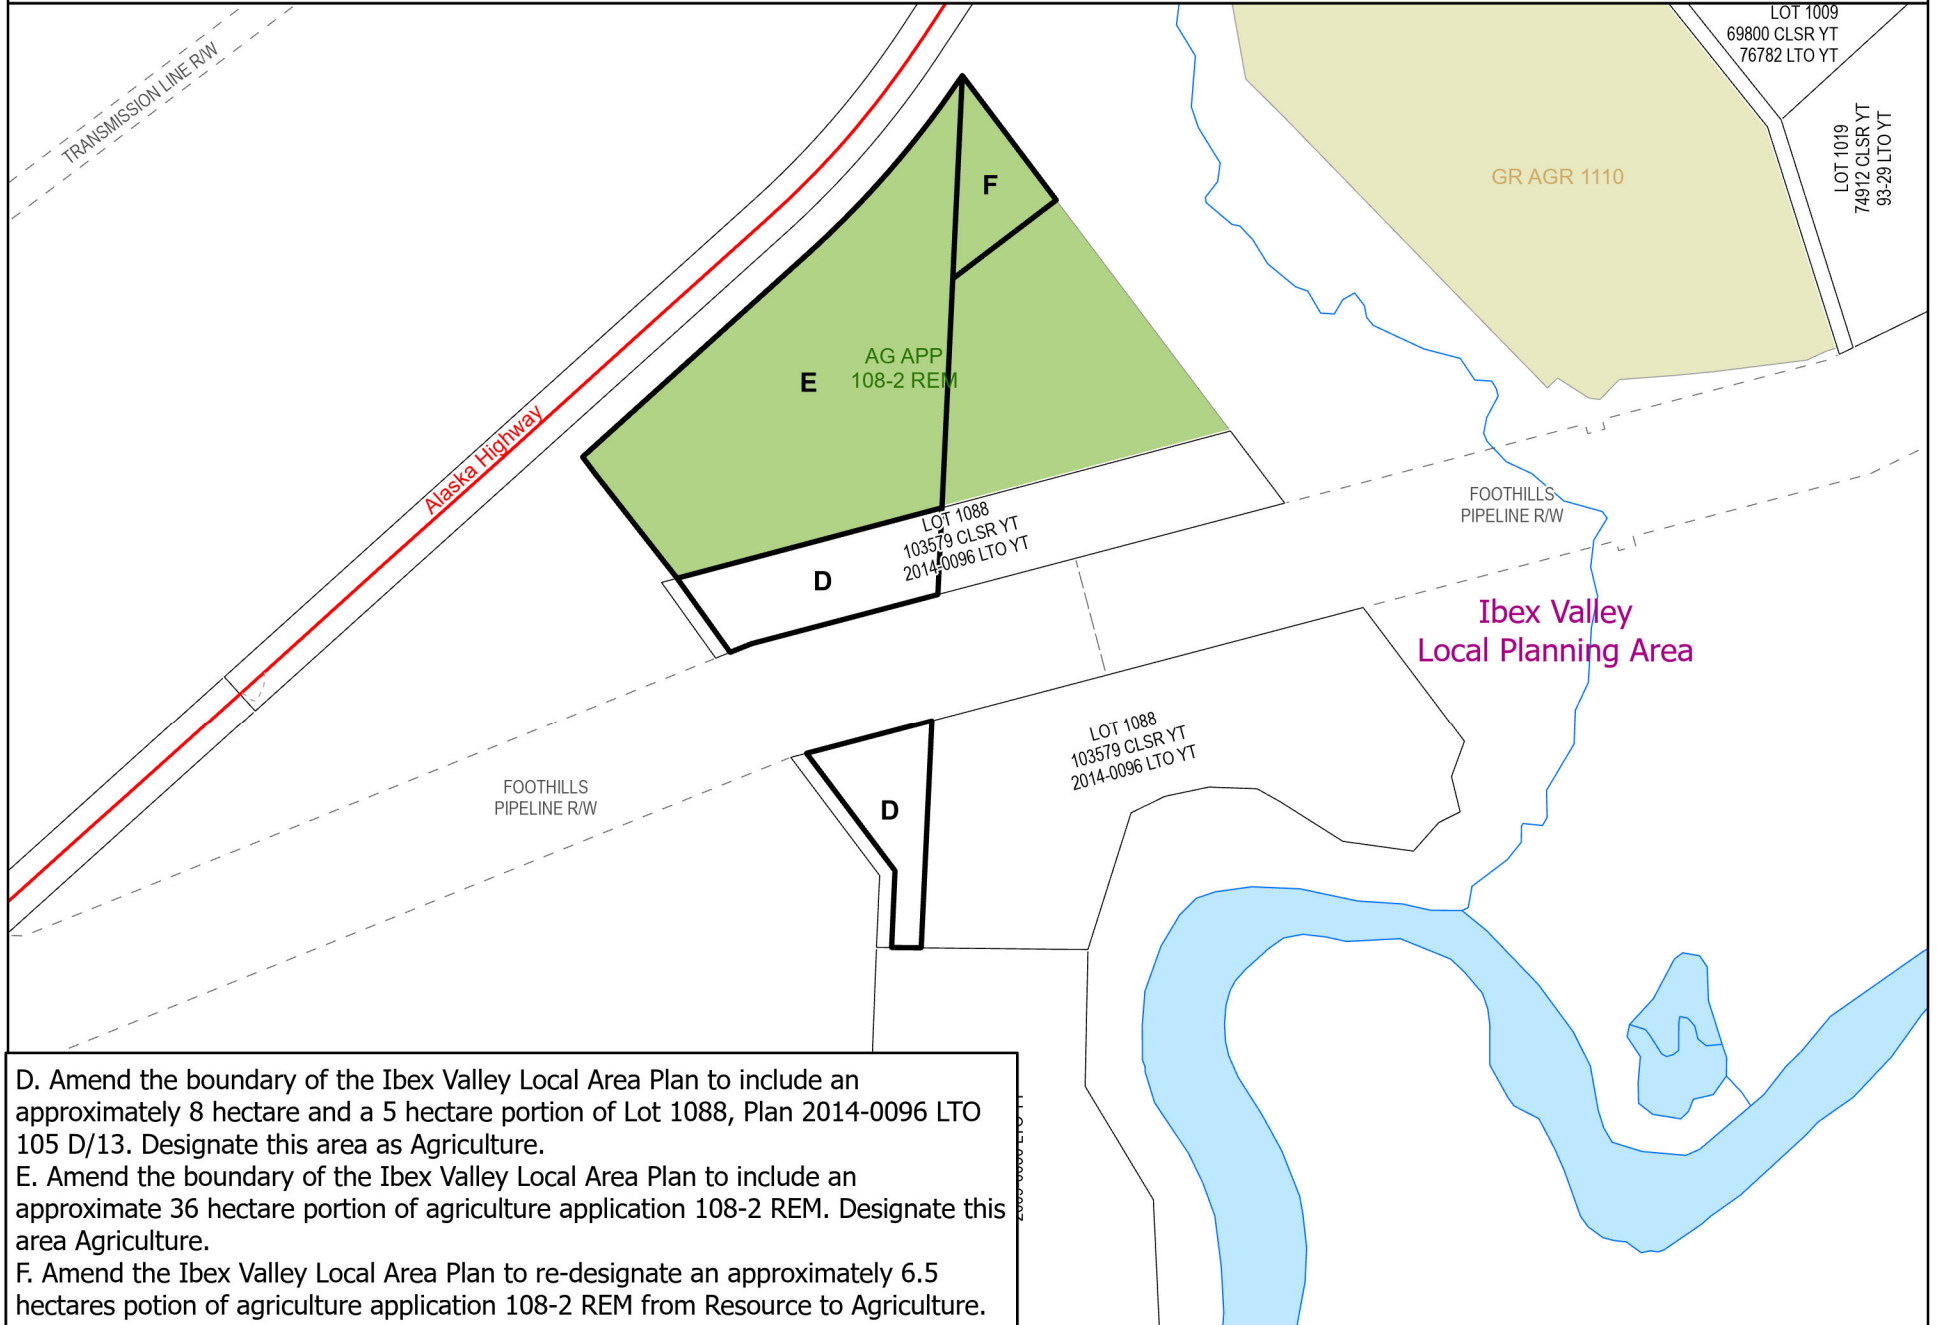 LOT 1009
69800 CLSR YT
76782 LTO YT
TRANSMISSION LINE R/W
LOT 1019
74912 CLSR YT
93-29 LTO YT
F
GR AGR 1110
AG APP
108-2 REM
E
Alaska Highway
LOT 1088
103579 CLSR YT
2014-0096 LTO YT
FOOTHILLS
PIPELINE R/W
D
Ibex Valley
Local Planning Area
LOT 1088
103579 CLSR YT
2014-0096 LTO YT
FOOTHILLS
PIPELINE R/W
D
D. Amend the boundary of the Ibex Valley Local Area Plan to include an
approximately 8 hectare and a 5 hectare portion of Lot 1088, Plan 2014-0096 LTO
105 D/13. Designate this area as Agriculture.
E. Amend the boundary of the Ibex Valley Local Area Plan to include an
approximate 36 hectare portion of agriculture application 108-2 REM. Designate this
area Agriculture.
F. Amend the Ibex Valley Local Area Plan to re-designate an approximately 6.5
hectares potion of agriculture application 108-2 REM from Resource to Agriculture.